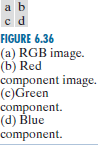 a b
c d
FIGURE 6.36
(a) RGB image.
(b) Red
component image.
(c)Green
component.
(d) Blue
component.